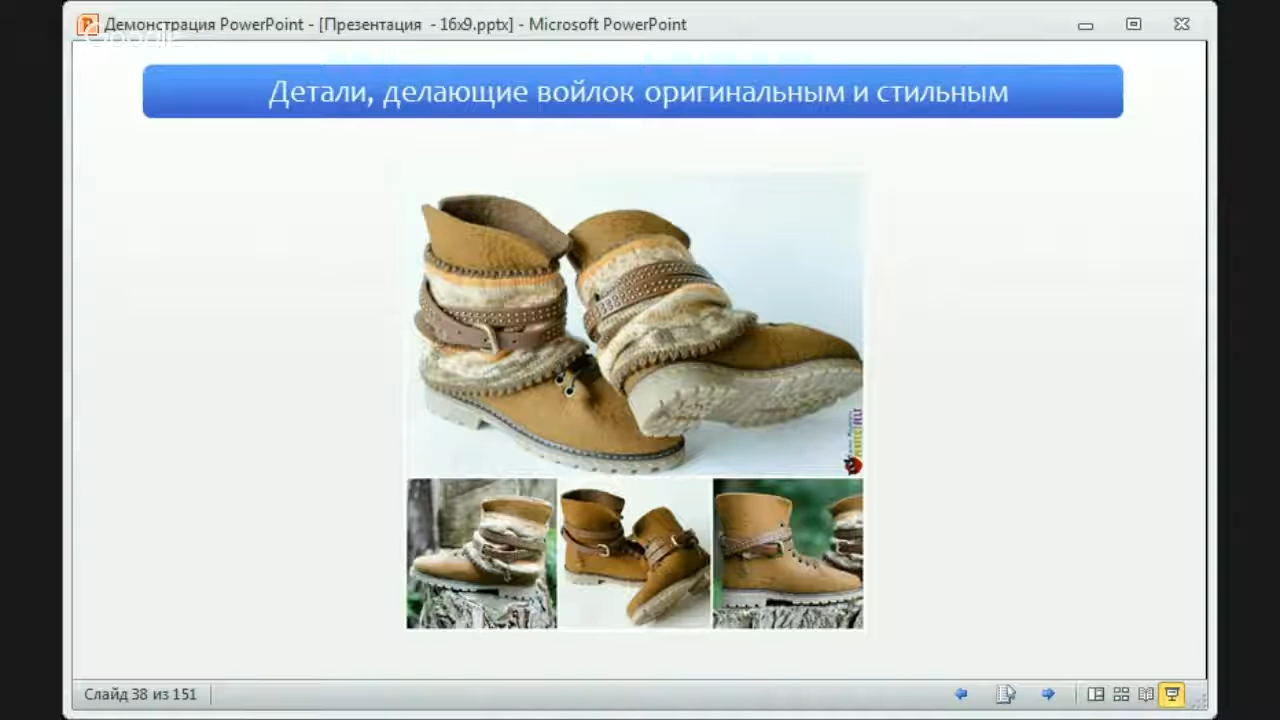 Демонстрация PowerPoint - [Презентация - 16x9.pptx] - Microsoft PowerPoint
Детали, делающие войлок оригинальным и стильным
Слайд 38 из 151